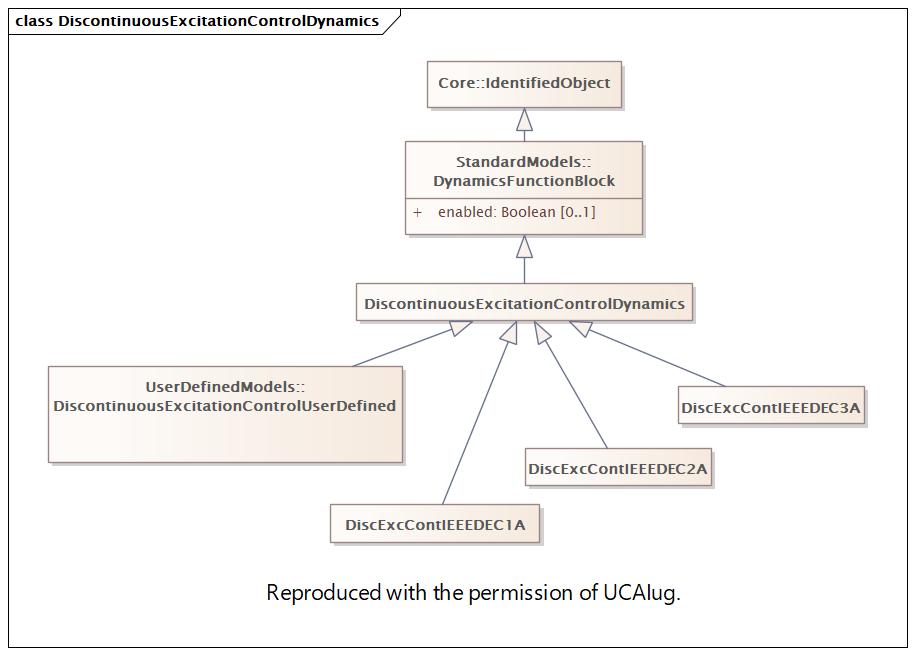 class DiscontinuousExcitationControlDynamics
Core::IdentifiedObject
StandardModels::
DynamicsFunctionBlock
+ enabled: Boolean [0..1]
DiscontinuousExcitationControlDynamics
UserDefinedModels::
DiscontinuousExcitationControlUserDefined
DiscExcContIEEEDEC3A
DiscExcContIEEEDEC2A
DiscExcContIEEEDEC1A
Reproduced with the permission of UCAIug.